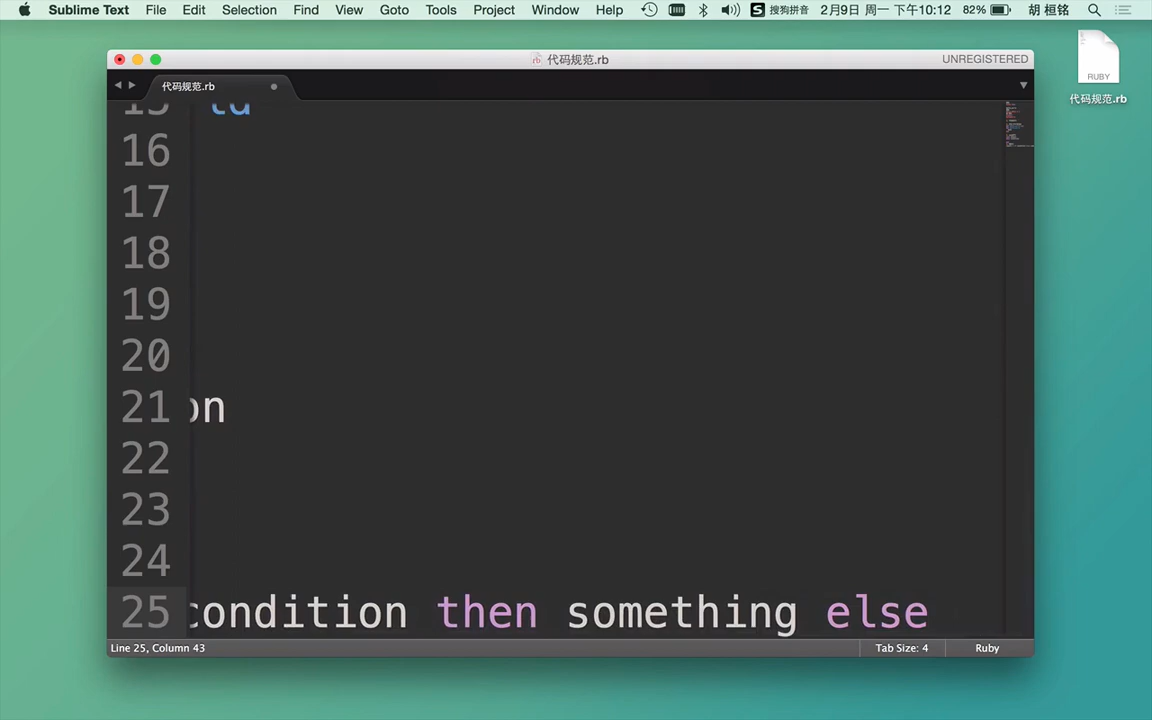 Sublime Text File Edit Selection Find View Goto Tools Project Window Help 搜狗拼音 2月9日 周一 下午10:12 82% 胡 桓铭
代码规范.rb UNREGISTERED
代码规范.rb
RUBY
代码规范.rb
15
16
17
18
19
20
21 on
22
23
24
25 condition then something else
Line 25, Column 43 Tab Size: 4 Ruby